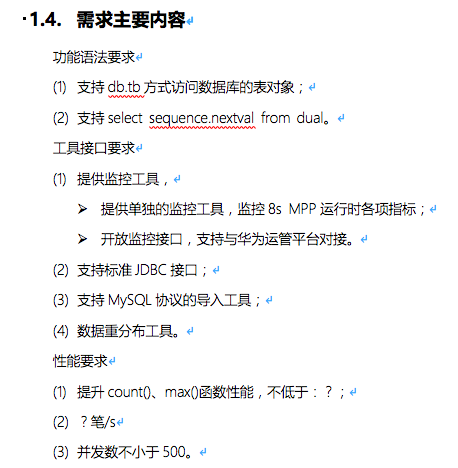 1.4. 需求主要内容
功能语法要求
(1) 支持 db.tb 方式访问数据库的表对象；
(2) 支持 select sequence.nextval from dual。
工具接口要求
(1) 提供监控工具，
➢ 提供单独的监控工具，监控 8s MPP 运行时各项指标；
➢ 开放监控接口，支持与华为运管平台对接。
(2) 支持标准 JDBC 接口；
(3) 支持 MySQL 协议的导入工具；
(4) 数据重分布工具。
性能要求
(1) 提升 count()、max()函数性能，不低于：？；
(2) ？笔/s
(3) 并发数不小于 500。